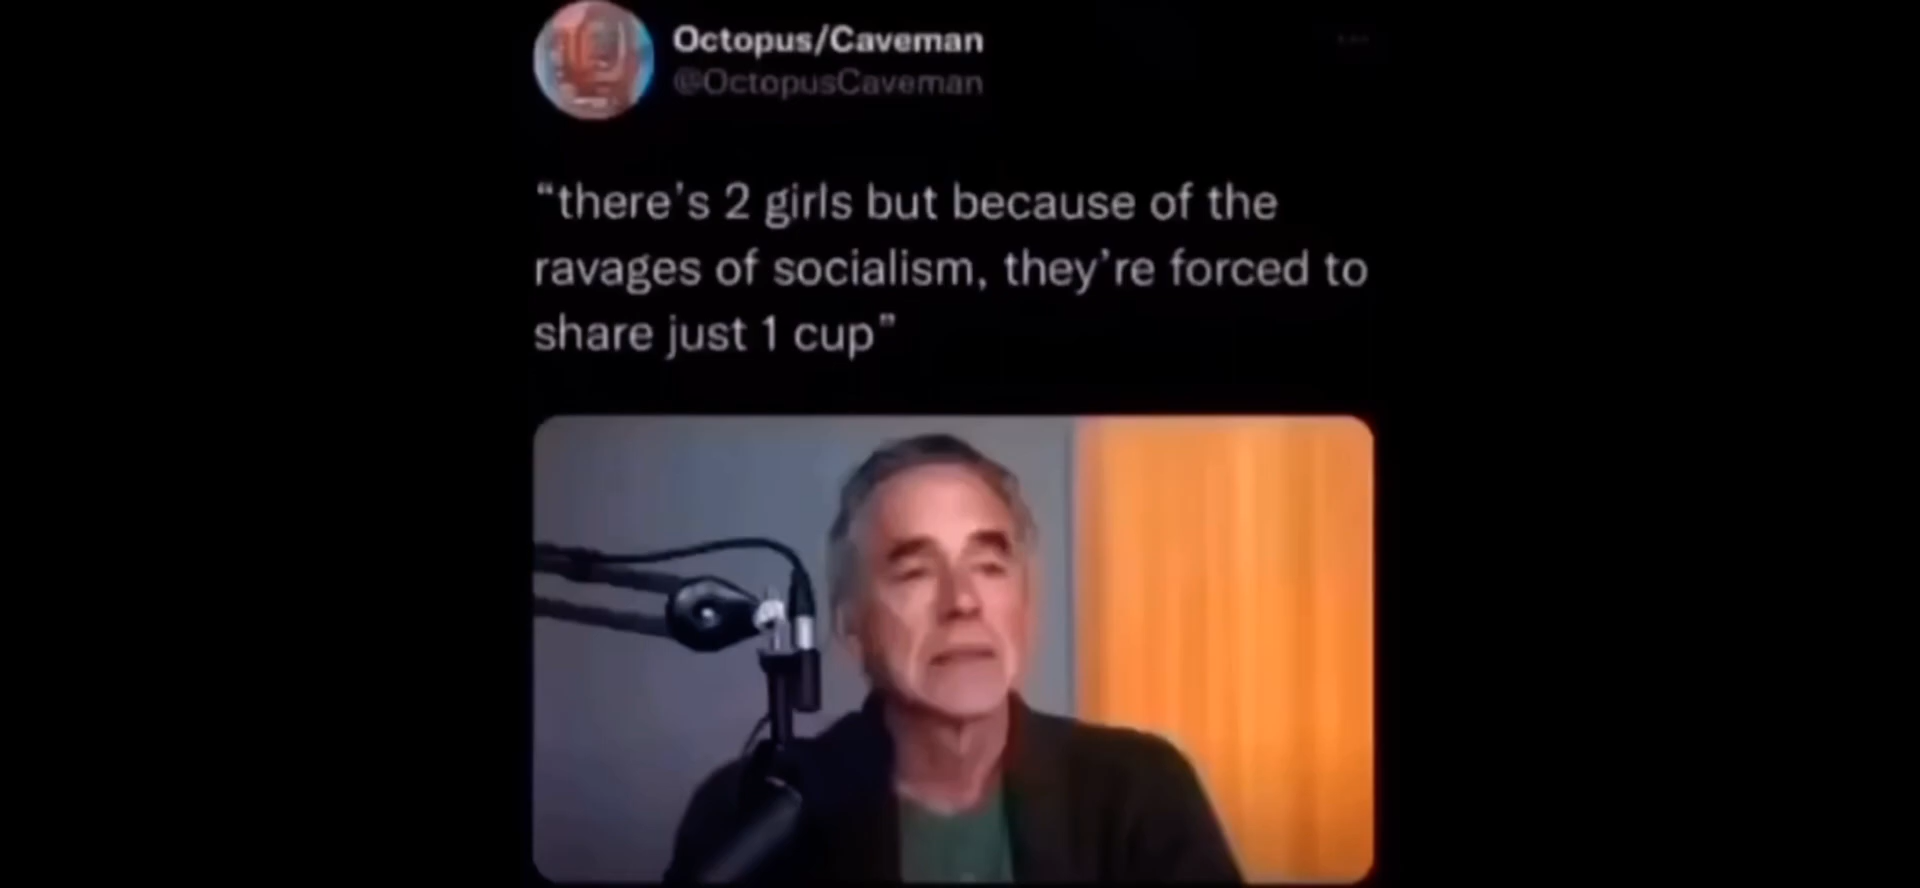 Octopus/Caveman
@OctopusCaveman
“there’s 2 girls but because of the
ravages of socialism, they’re forced to
share just 1 cup”